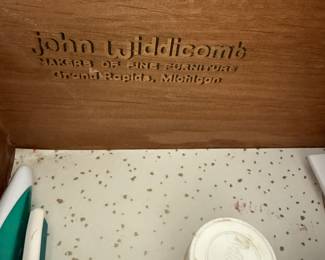 john widdicomb
MAKERS OF FINE FURNITURE
Grand Rapids, Michigan